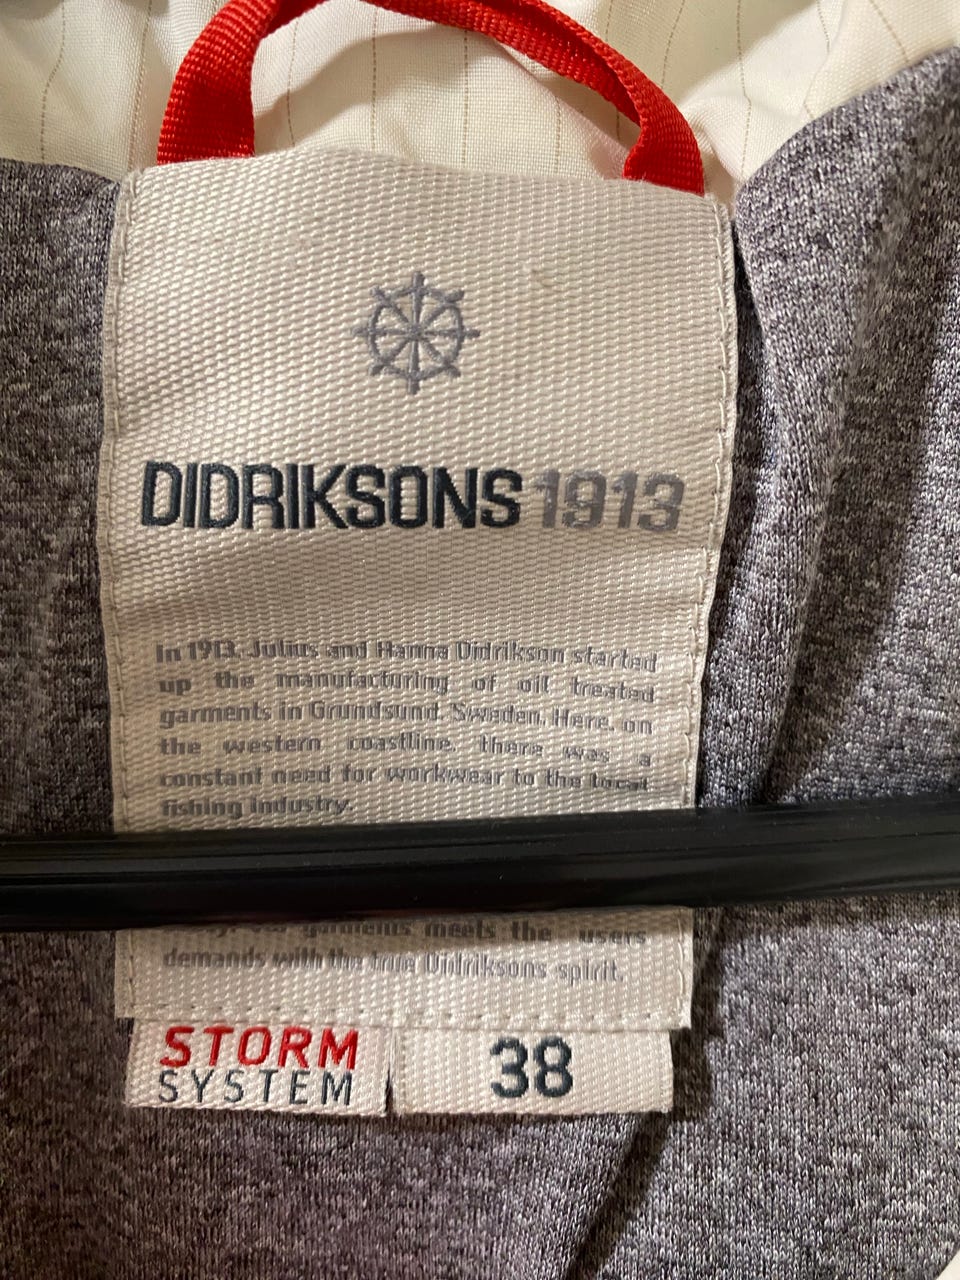 DIDRIKSONS 1913
In 1913, Julius and Hanna Didrikson started
up the manufacturing of oil treated
garments in Grundsund, Sweden. Here, on
the western coastline, there was a
constant need for workwear to the local
fishing industry.
garments meets the users
demands with the true Didriksons spirit.
STORM
SYSTEM
38